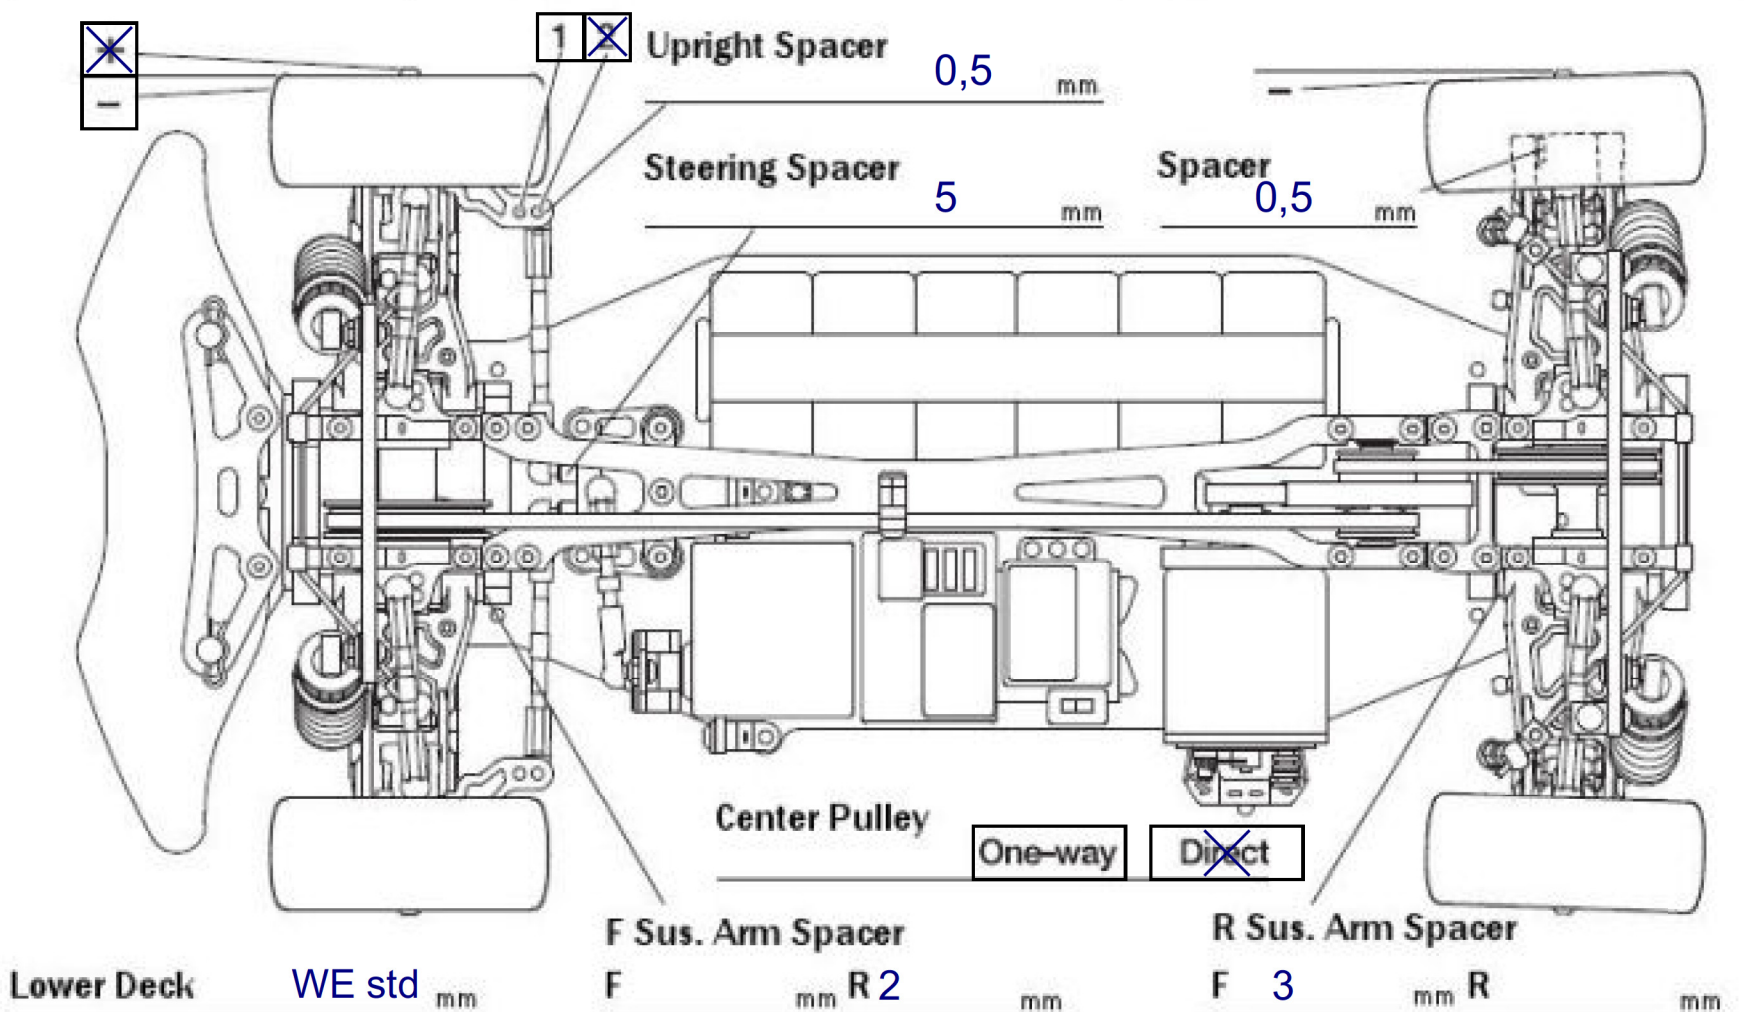 +
–
1 2 Upright Spacer 0,5 mm
–
Steering Spacer 5 mm
Spacer 0,5 mm
Center Pulley One-way Direct
F Sus. Arm Spacer
R Sus. Arm Spacer
Lower Deck WE std mm F mm R 2 mm F 3 mm R mm